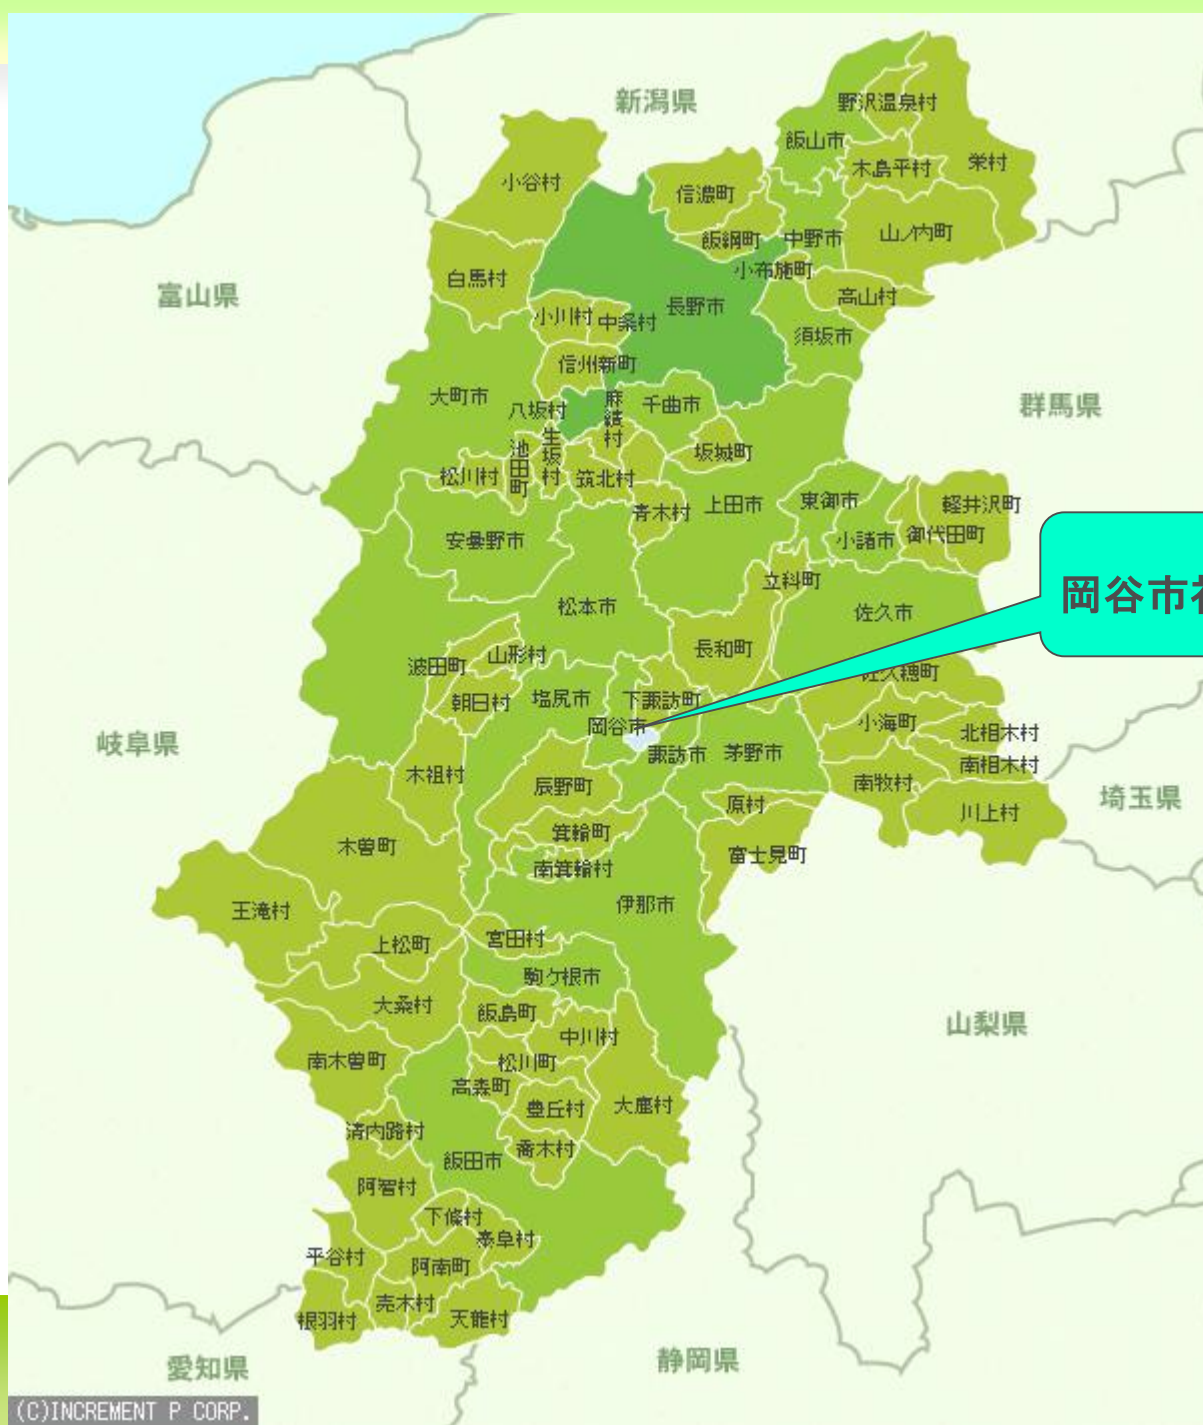 新潟県
野沢温泉村
飯山市
木島平村
栄村
小谷村
信濃町
飯綱町
中野市
山ノ内町
小布施町
白馬村
高山村
富山県
長野市
小川村
中条村
須坂市
信州新町
大町市
八坂村
麻績村
千曲市
群馬県
生坂村
池田町
坂城町
松川村
筑北村
青木村
上田市
東御市
軽井沢町
安曇野市
小諸市
御代田町
立科町
岡谷市
松本市
佐久市
長和町
山形村
波田町
佐久穂町
朝日村
塩尻市
下諏訪町
岡谷市
小海町
北相木村
岐阜県
諏訪市
茅野市
南相木村
木祖村
辰野町
南牧村
埼玉県
原村
川上村
箕輪町
木曽町
富士見町
南箕輪村
伊那市
王滝村
上松町
宮田村
駒ケ根市
大桑村
飯島町
山梨県
中川村
南木曽町
松川町
高森町
豊丘村
大鹿村
清内路村
喬木村
飯田市
阿智村
下條村
泰阜村
平谷村
阿南町
売木村
根羽村
天龍村
静岡県
愛知県
(C)INCREMENT P CORP.